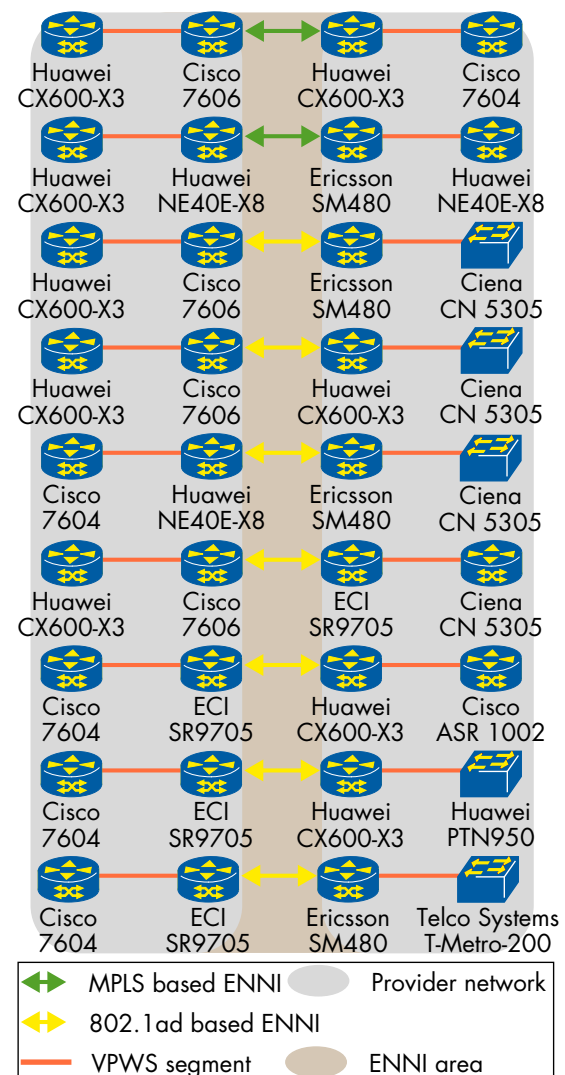 Huawei Cisco Huawei Cisco
CX600-X3 7606 CX600-X3 7604
Huawei Huawei Ericsson Huawei
CX600-X3 NE40E-X8 SM480 NE40E-X8
Huawei Cisco Ericsson Ciena
CX600-X3 7606 SM480 CN 5305
Huawei Cisco Huawei Ciena
CX600-X3 7606 CX600-X3 CN 5305
Cisco Huawei Ericsson Ciena
7604 NE40E-X8 SM480 CN 5305
Huawei Cisco ECI Ciena
CX600-X3 7606 SR9705 CN 5305
Cisco ECI Huawei Cisco
7604 SR9705 CX600-X3 ASR 1002
Cisco ECI Huawei Huawei
7604 SR9705 CX600-X3 PTN950
Cisco ECI Ericsson Telco Systems
7604 SR9705 SM480 T-Metro-200
MPLS based ENNI Provider network
802.1ad based ENNI
VPWS segment ENNI area